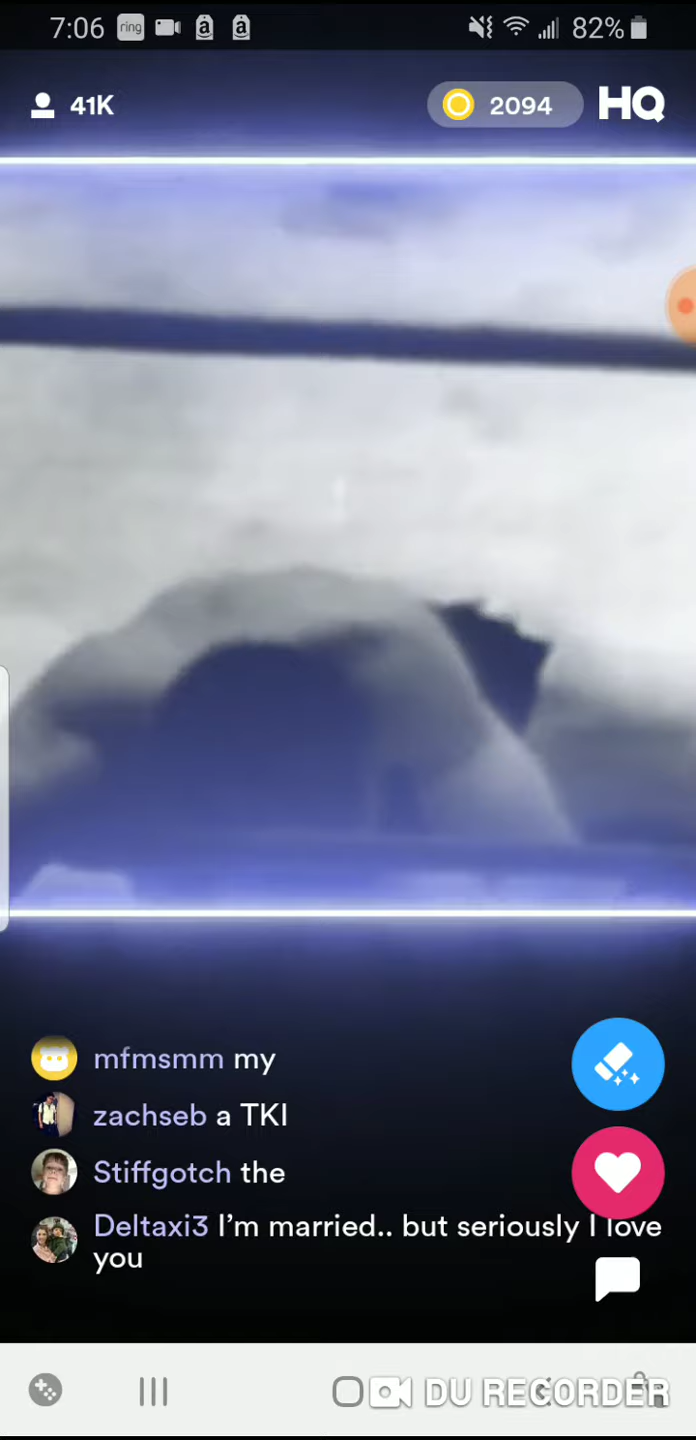 7:06
ring
a
a
82%
41K
2094
HQ
mfmsmm my
zachseb a TKI
Stiffgotch the
Deltaxi3 I'm married.. but seriously I love
you
DU RECORDER